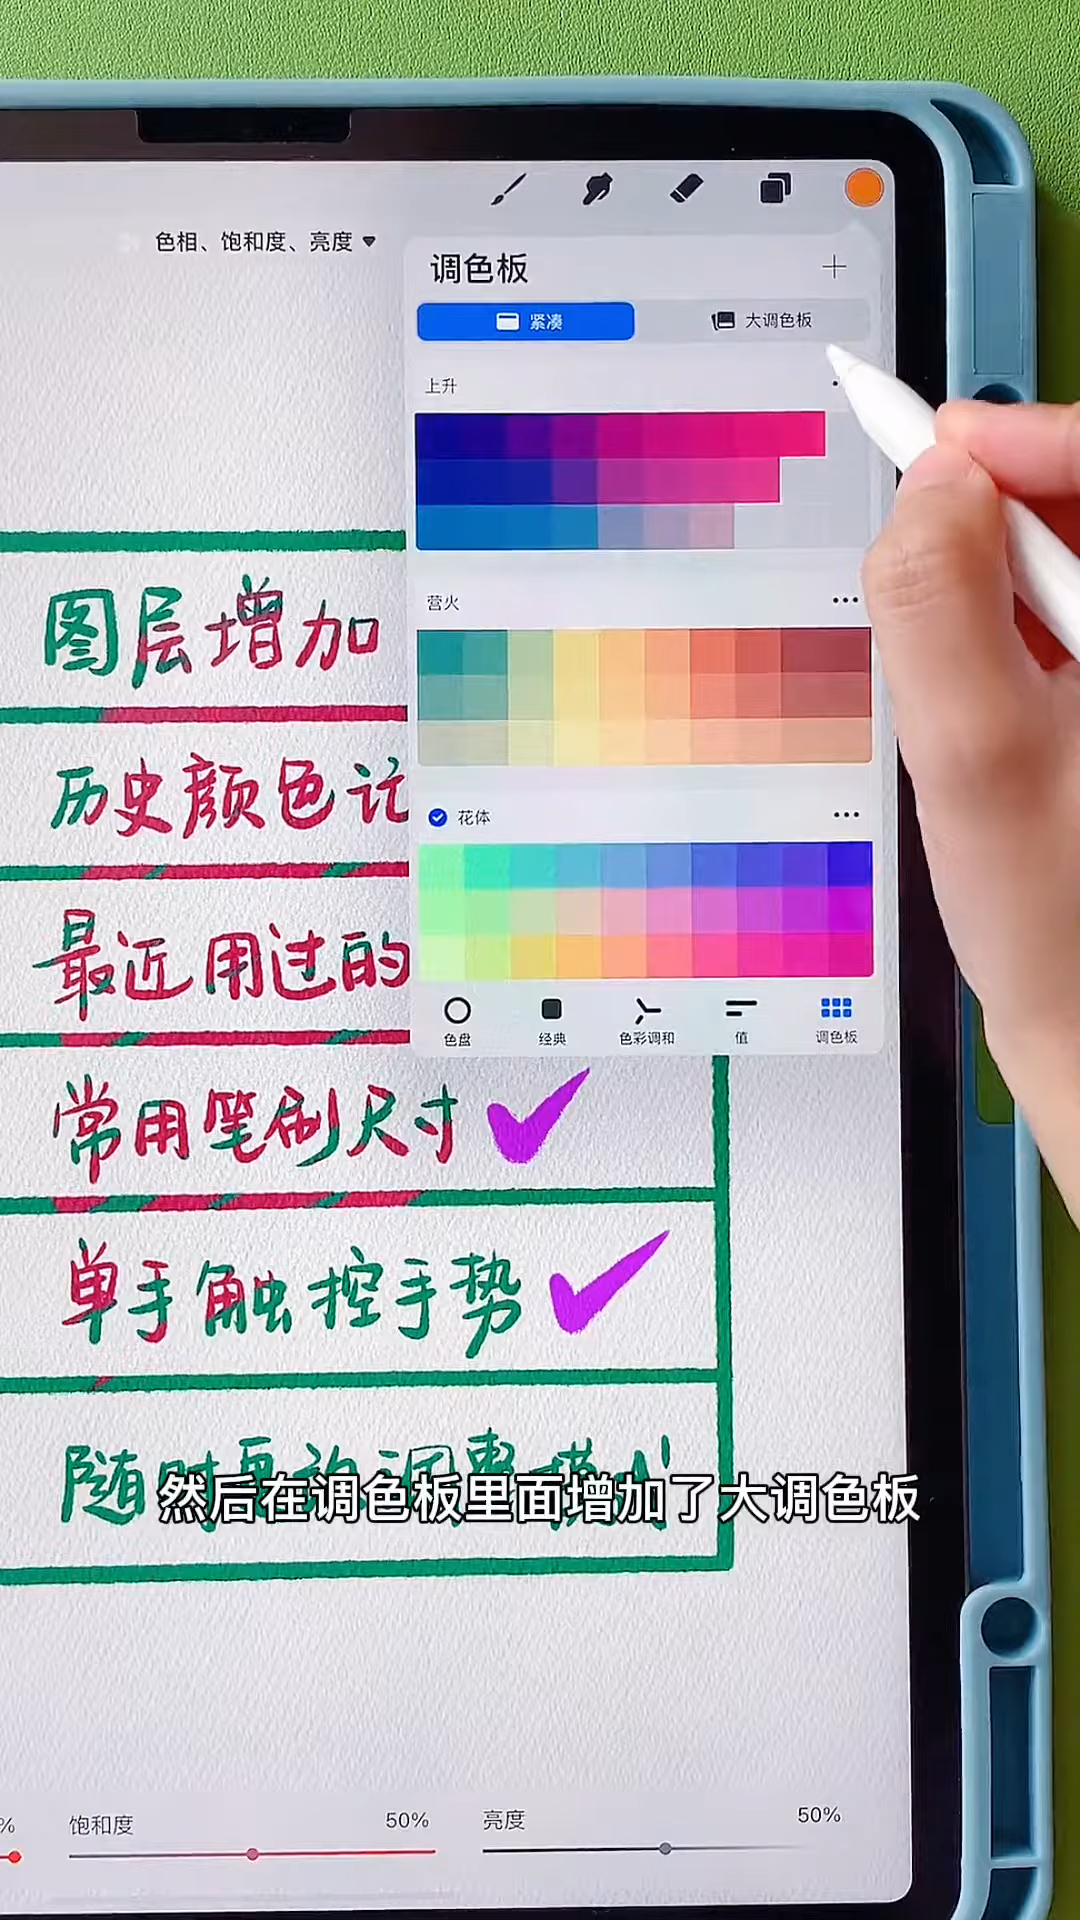 色相、饱和度、亮度
调色板
紧凑
大调色板
上升
营火
花体
色盘
经典
色彩调和
值
调色板
图层增加
历史颜色记
最近用过的
常用笔刷尺寸
单手触控手势
随时
然后在调色板里面增加了大调色板
%
饱和度
50%
亮度
50%